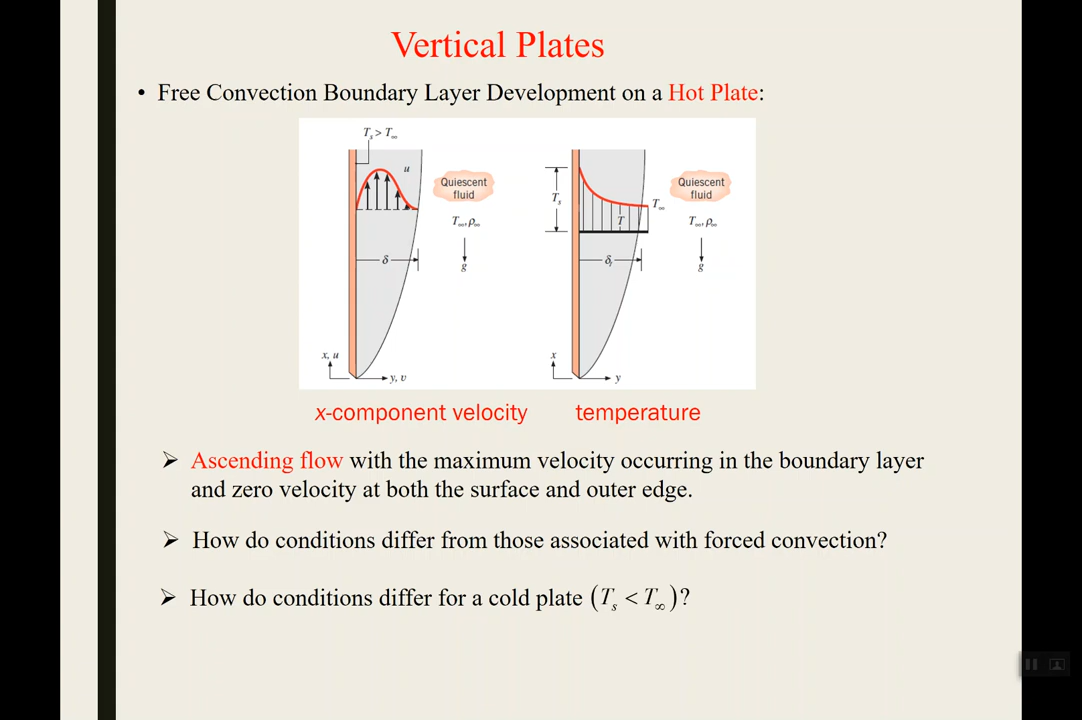 Vertical Plates
• Free Convection Boundary Layer Development on a Hot Plate:
Tₛ > T∞
u
Quiescent
fluid
T∞, ρ∞
g
δ
x, u
y, υ
Tₛ
T
T∞
Quiescent
fluid
T∞, ρ∞
g
δₜ
x
y
x-component velocity
temperature
➢ Ascending flow with the maximum velocity occurring in the boundary layer
and zero velocity at both the surface and outer edge.
➢ How do conditions differ from those associated with forced convection?
➢ How do conditions differ for a cold plate (Tₛ < T∞)?